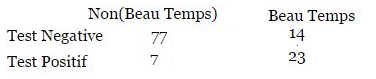 Non(Beau Temps) Beau Temps
Test Negative 77 14
Test Positif 7 23